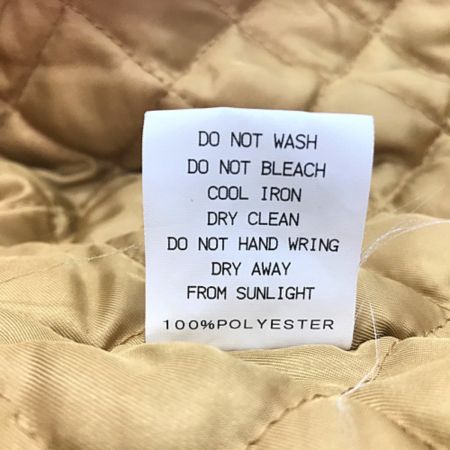 DO NOT WASH
DO NOT BLEACH
COOL IRON
DRY CLEAN
DO NOT HAND WRING
DRY AWAY
FROM SUNLIGHT
100%POLYESTER